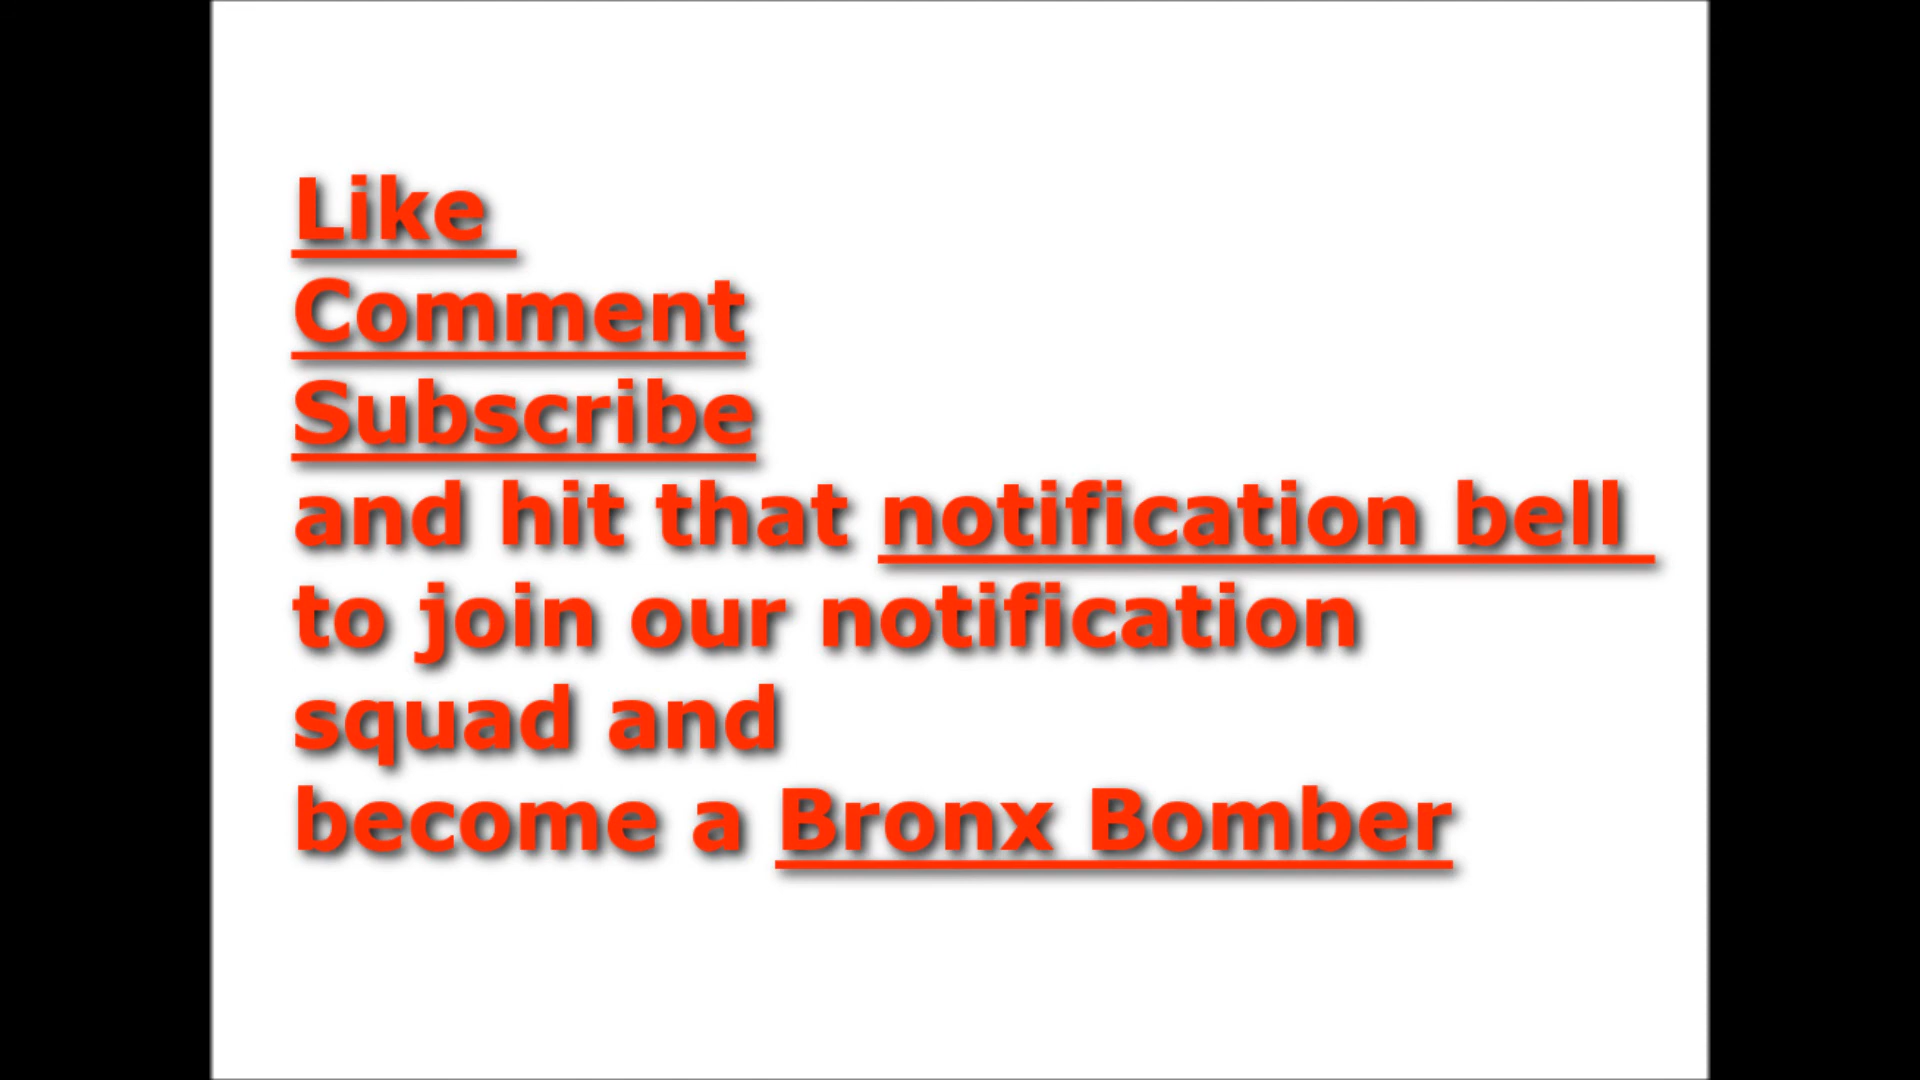 Like
Comment
Subscribe
and hit that notification bell
to join our notification
squad and
become a Bronx Bomber